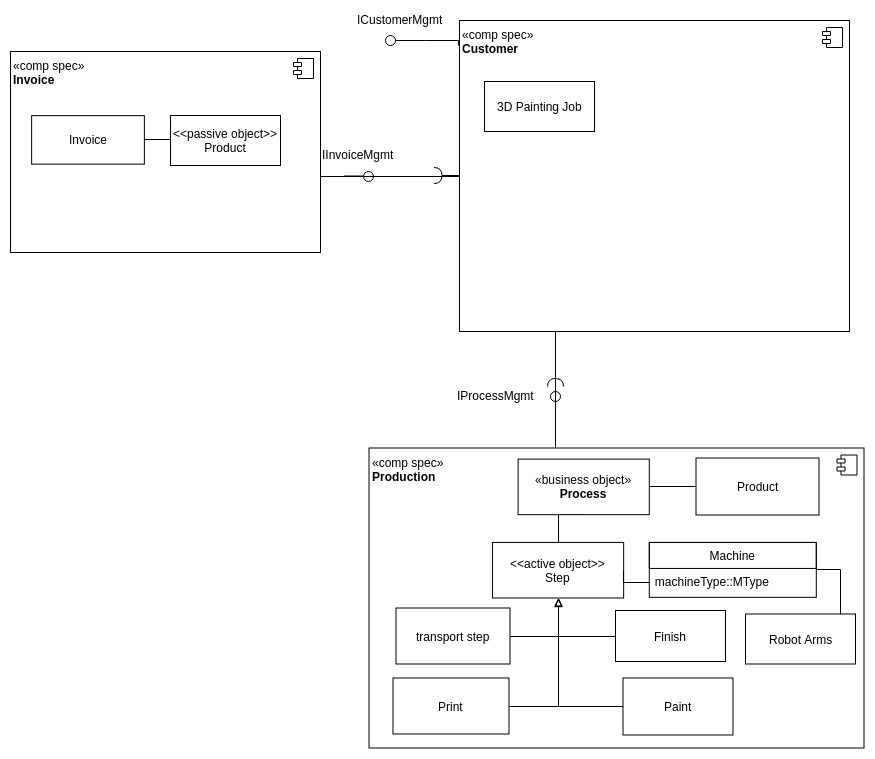 ICustomerMgmt
«comp spec»
Customer
«comp spec»
Invoice
3D Painting Job
Invoice
<<passive object>>
Product
IInvoiceMgmt
IProcessMgmt
«comp spec»
Production
«business object»
Process
Product
<<active object>>
Step
Machine
machineType::MType
transport step
Finish
Robot Arms
Print
Paint